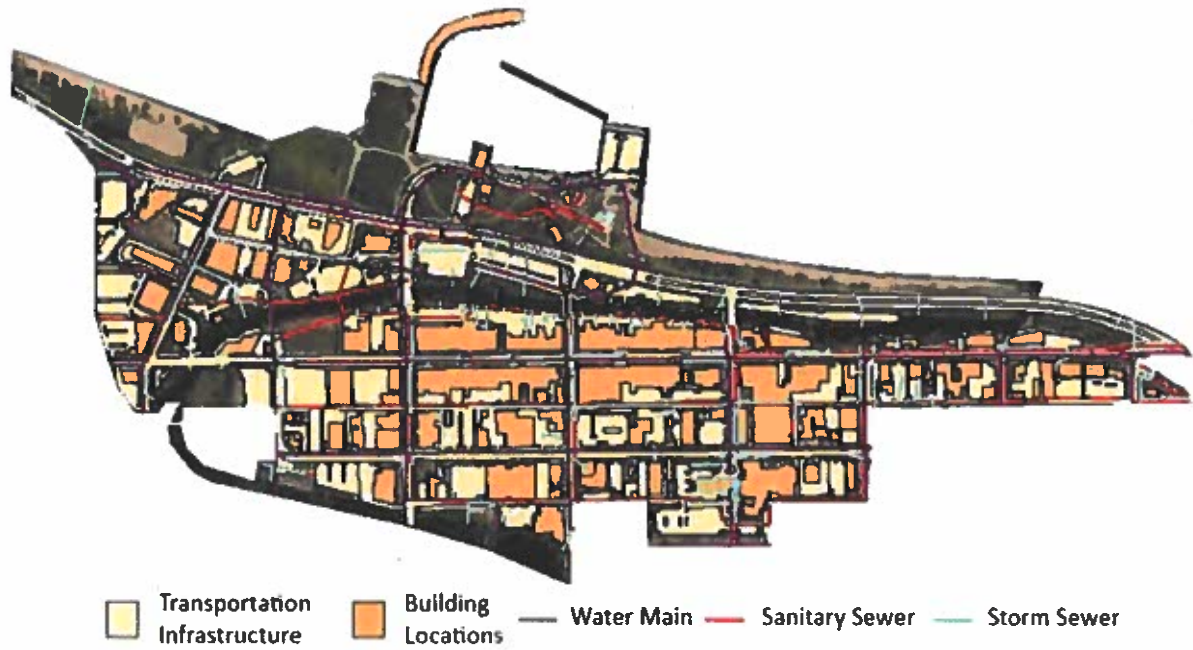 Transportation
Infrastructure
Building
Locations
Water Main
Sanitary Sewer
Storm Sewer